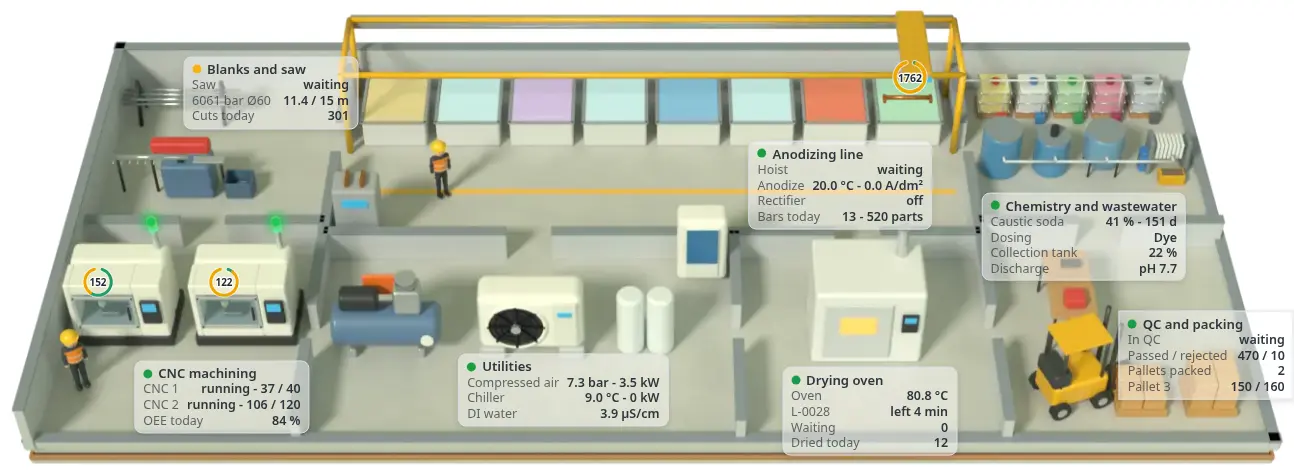 Blanks and saw
Saw waiting
6061 bar Ø60 11.4 / 15 m
Cuts today 301
1762
Anodizing line
Hoist waiting
Anodize 20.0 °C - 0.0 A/dm²
Rectifier off
Bars today 13 - 520 parts
Chemistry and wastewater
Caustic soda 41 % - 151 d
Dosing Dye
Collection tank 22 %
Discharge pH 7.7
152
122
CNC machining
CNC 1 running - 37 / 40
CNC 2 running - 106 / 120
OEE today 84 %
Utilities
Compressed air 7.3 bar - 3.5 kW
Chiller 9.0 °C - 0 kW
DI water 3.9 µS/cm
Drying oven
Oven 80.8 °C
L-0028 left 4 min
Waiting 0
Dried today 12
QC and packing
In QC waiting
Passed / rejected 470 / 10
Pallets packed 2
Pallet 3 150 / 160